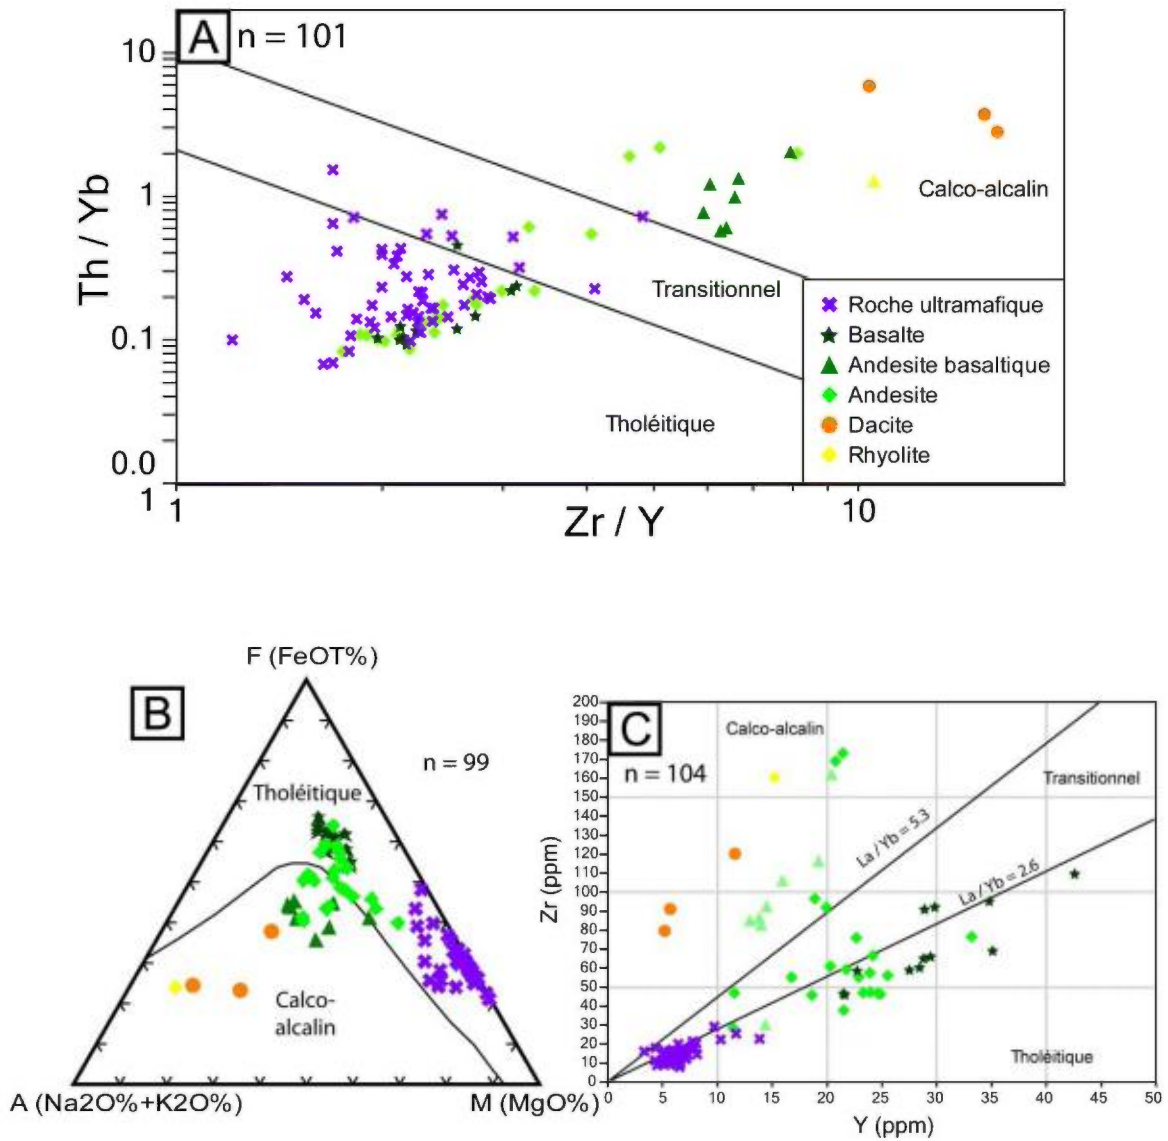 A n = 101
10
1
0.1
0.0
1
Th / Yb
1
10
Zr / Y
Calco-alcalin
Transitionnel
Tholéitique
Roche ultramafique
Basalte
Andesite basaltique
Andesite
Dacite
Rhyolite
F (FeOT%)
B
n = 99
Tholéitique
Calco-
alcalin
A (Na2O%+K2O%)
M (MgO%)
C
n = 104
200
190
180
170
160
150
140
130
120
110
100
90
80
70
60
50
40
30
20
10
0
Zr (ppm)
Calco-alcalin
Transitionnel
La / Yb = 5.3
La / Yb = 2.6
Tholéitique
0 5 10 15 20 25 30 35 40 45 50
Y (ppm)